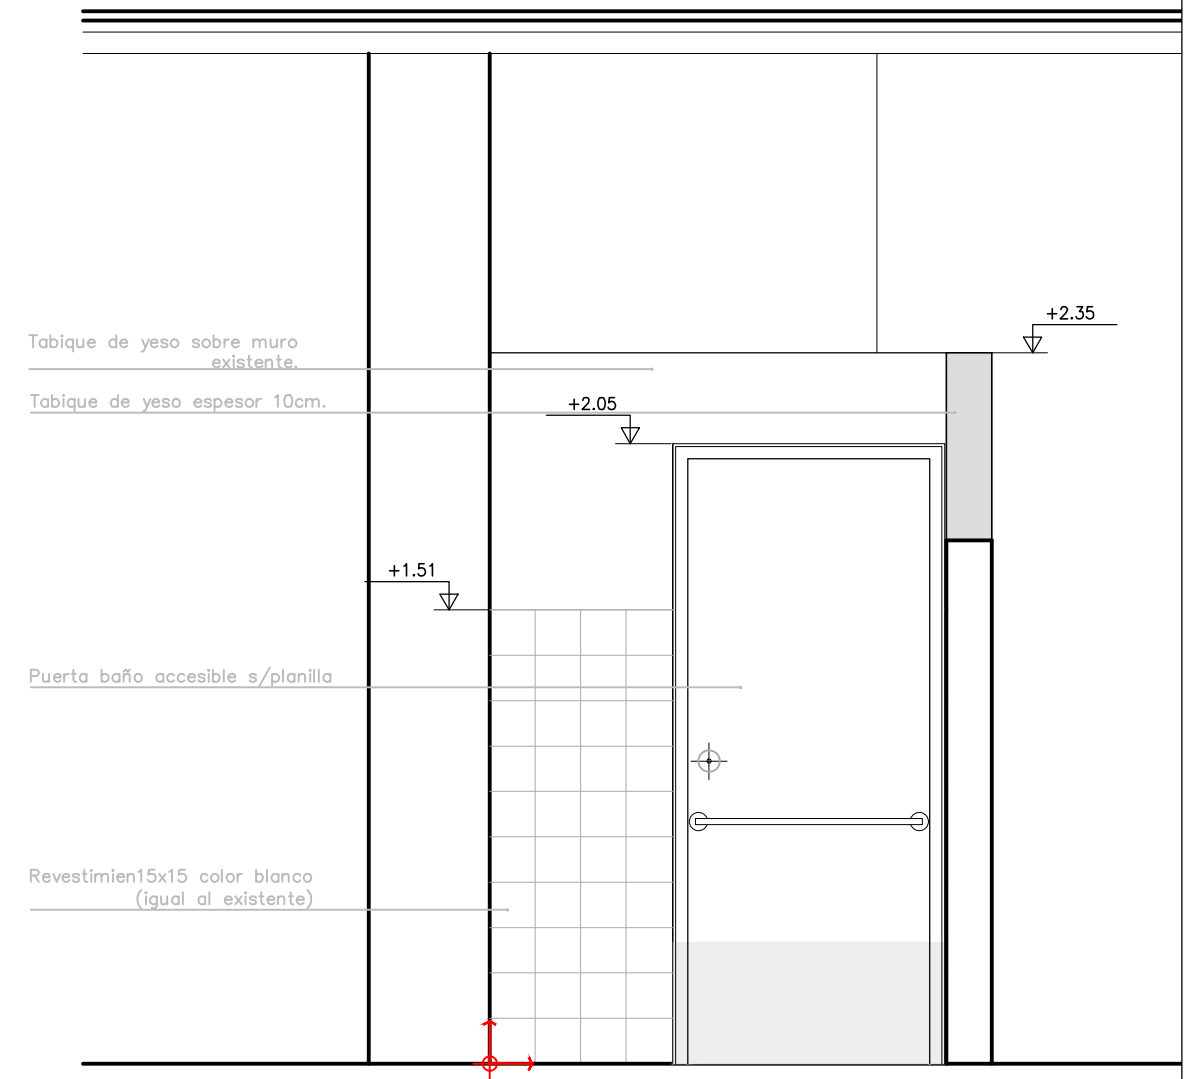 +2.35
Tabique de yeso sobre muro
existente.
Tabique de yeso espesor 10cm.
+2.05
+1.51
Puerta baño accesible s/planilla
Revestimien15x15 color blanco
(igual al existente)